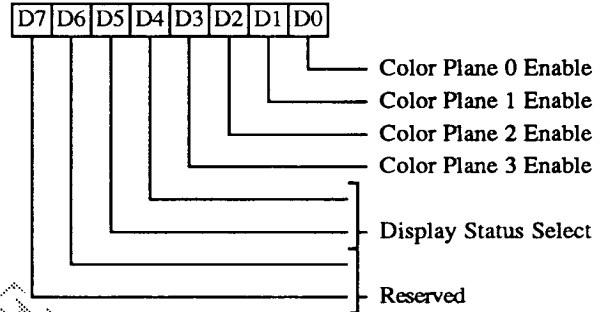 D7 D6 D5 D4 D3 D2 D1 D0
Color Plane 0 Enable
Color Plane 1 Enable
Color Plane 2 Enable
Color Plane 3 Enable
Display Status Select
Reserved